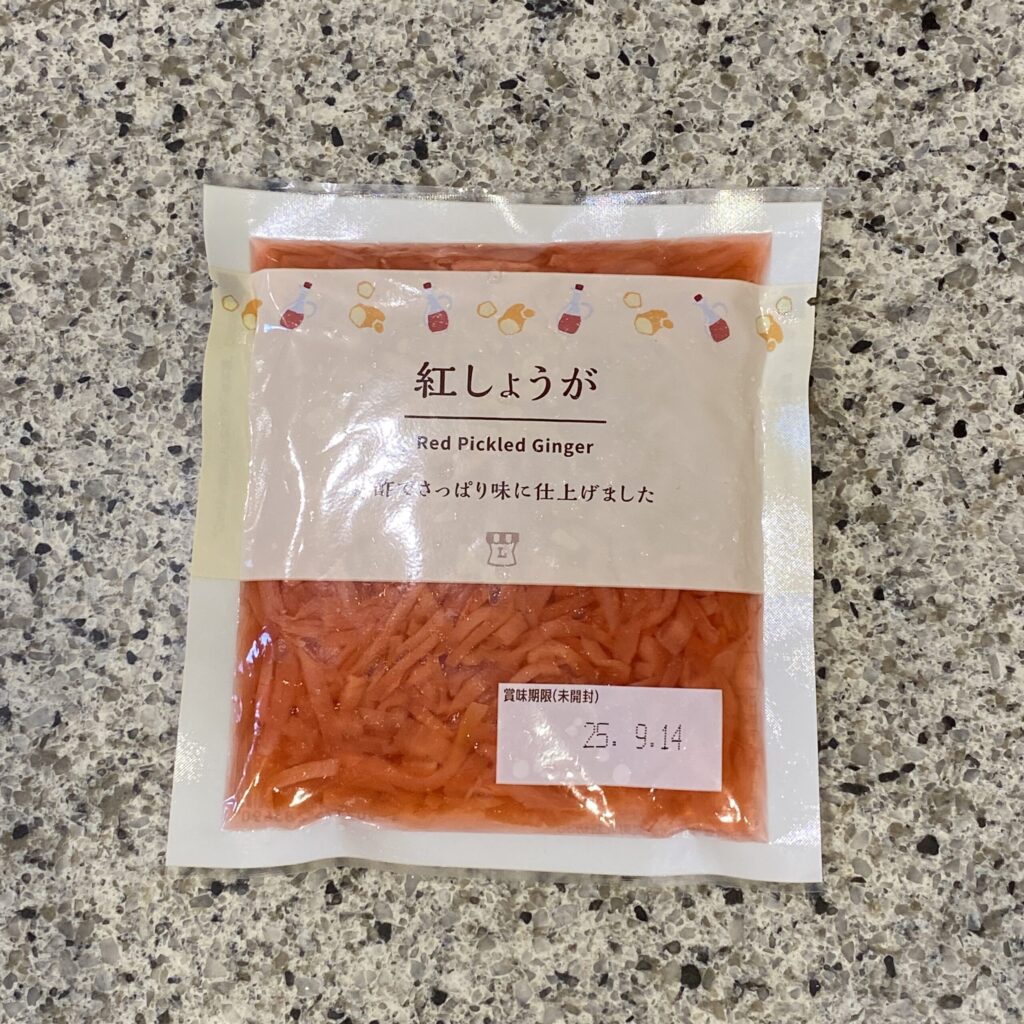 紅しょうが
Red Pickled Ginger
酢でさっぱり味に仕上げました
L
賞味期限(未開封)
25. 9.14